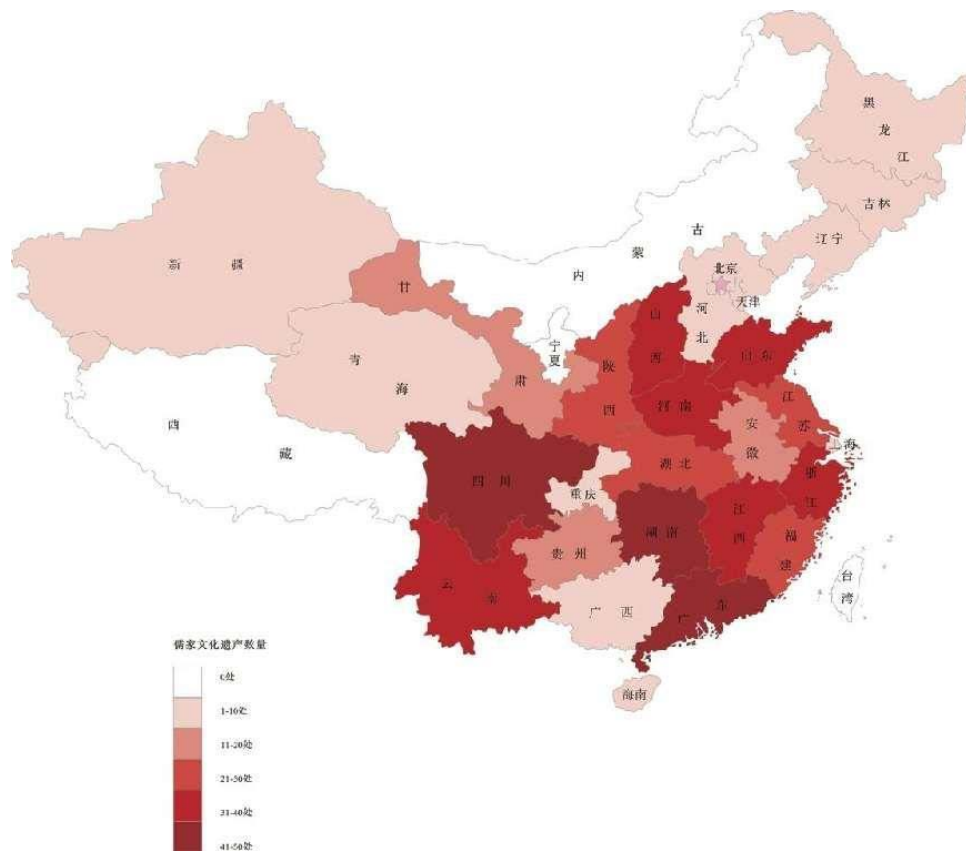 黑龙江
吉林
辽宁
内蒙古
北京
天津
河北
新疆
甘肃
宁夏
山西
陕西
山东
青海
河南
江苏
安徽
上海
西藏
四川
重庆
湖北
浙江
湖南
江西
福建
贵州
云南
广西
广东
台湾
海南
儒家文化遗产数量
0处
1-10处
11-20处
21-30处
31-40处
41-50处